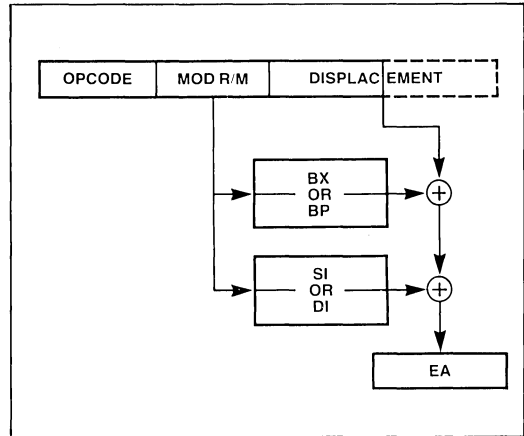 OPCODE MOD R/M DISPLACEMENT
BX
OR
BP
+
SI
OR
DI
+
EA